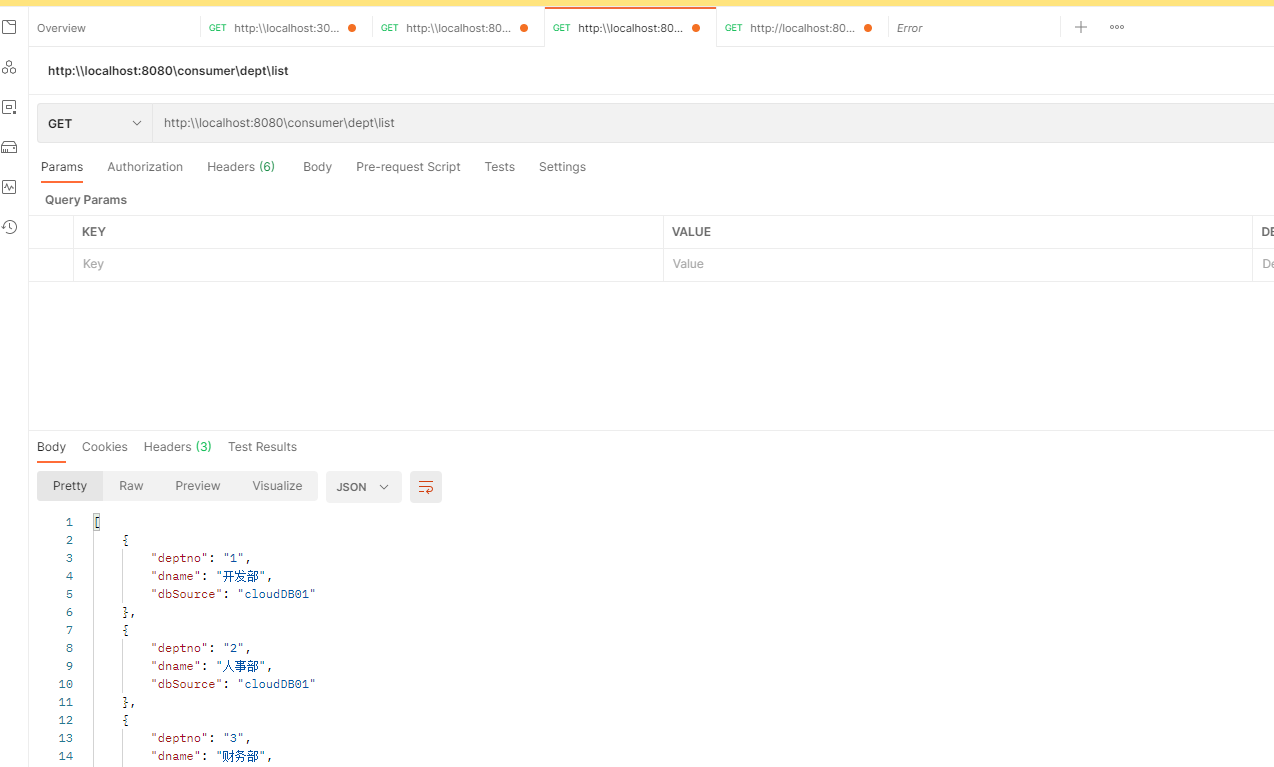 Overview GET http:\\localhost:30... GET http:\\localhost:80... GET http:\\localhost:80... GET http://localhost:80... Error
http:\\localhost:8080\consumer\dept\list
GET http:\\localhost:8080\consumer\dept\list
Params Authorization Headers (6) Body Pre-request Script Tests Settings
Query Params
KEY VALUE DE
Key Value De
Body Cookies Headers (3) Test Results
Pretty Raw Preview Visualize JSON
1 [
2 {
3 "deptno": "1",
4 "dname": "开发部",
5 "dbSource": "cloudDB01"
6 },
7 {
8 "deptno": "2",
9 "dname": "人事部",
10 "dbSource": "cloudDB01"
11 },
12 {
13 "deptno": "3",
14 "dname": "财务部",